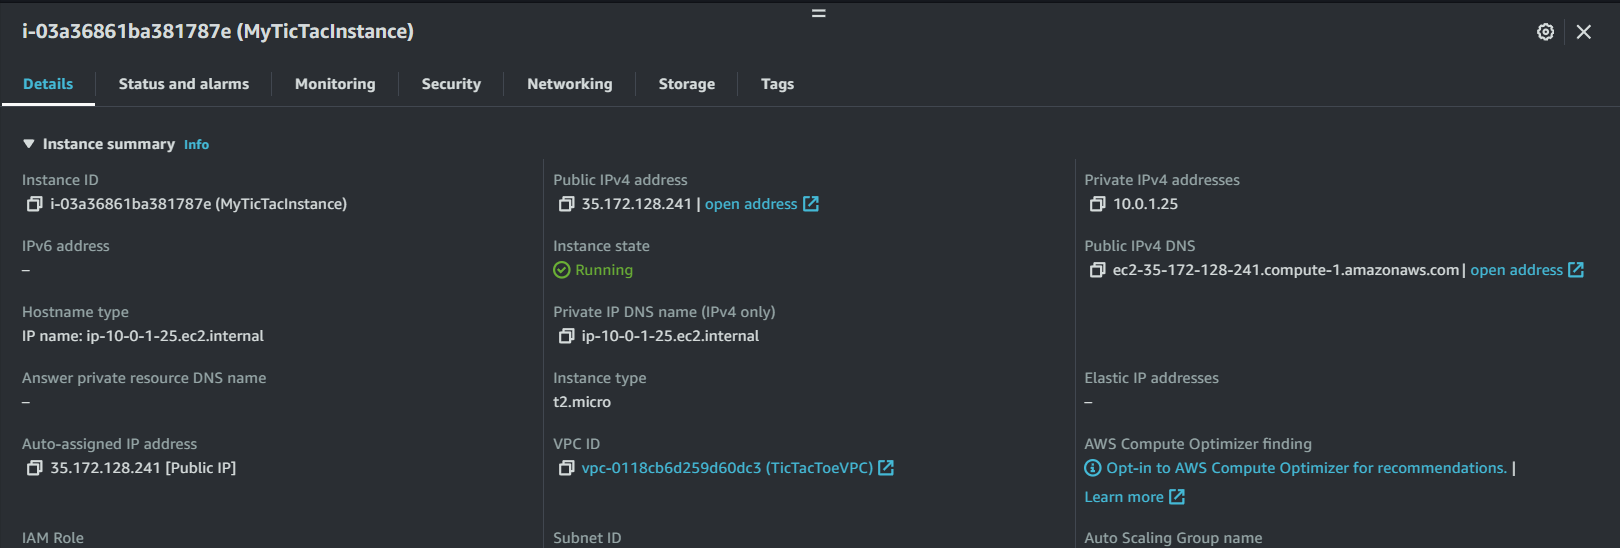 i-03a36861ba381787e (MyTicTacInstance)
Details Status and alarms Monitoring Security Networking Storage Tags
Instance summary Info
Instance ID
i-03a36861ba381787e (MyTicTacInstance)
Public IPv4 address
35.172.128.241 | open address
Private IPv4 addresses
10.0.1.25
IPv6 address
–
Instance state
Running
Public IPv4 DNS
ec2-35-172-128-241.compute-1.amazonaws.com | open address
Hostname type
IP name: ip-10-0-1-25.ec2.internal
Private IP DNS name (IPv4 only)
ip-10-0-1-25.ec2.internal
Answer private resource DNS name
–
Instance type
t2.micro
Elastic IP addresses
–
Auto-assigned IP address
35.172.128.241 [Public IP]
VPC ID
vpc-0118cb6d259d60dc3 (TicTacToeVPC)
AWS Compute Optimizer finding
Opt-in to AWS Compute Optimizer for recommendations. |
Learn more
IAM Role
Subnet ID
Auto Scaling Group name